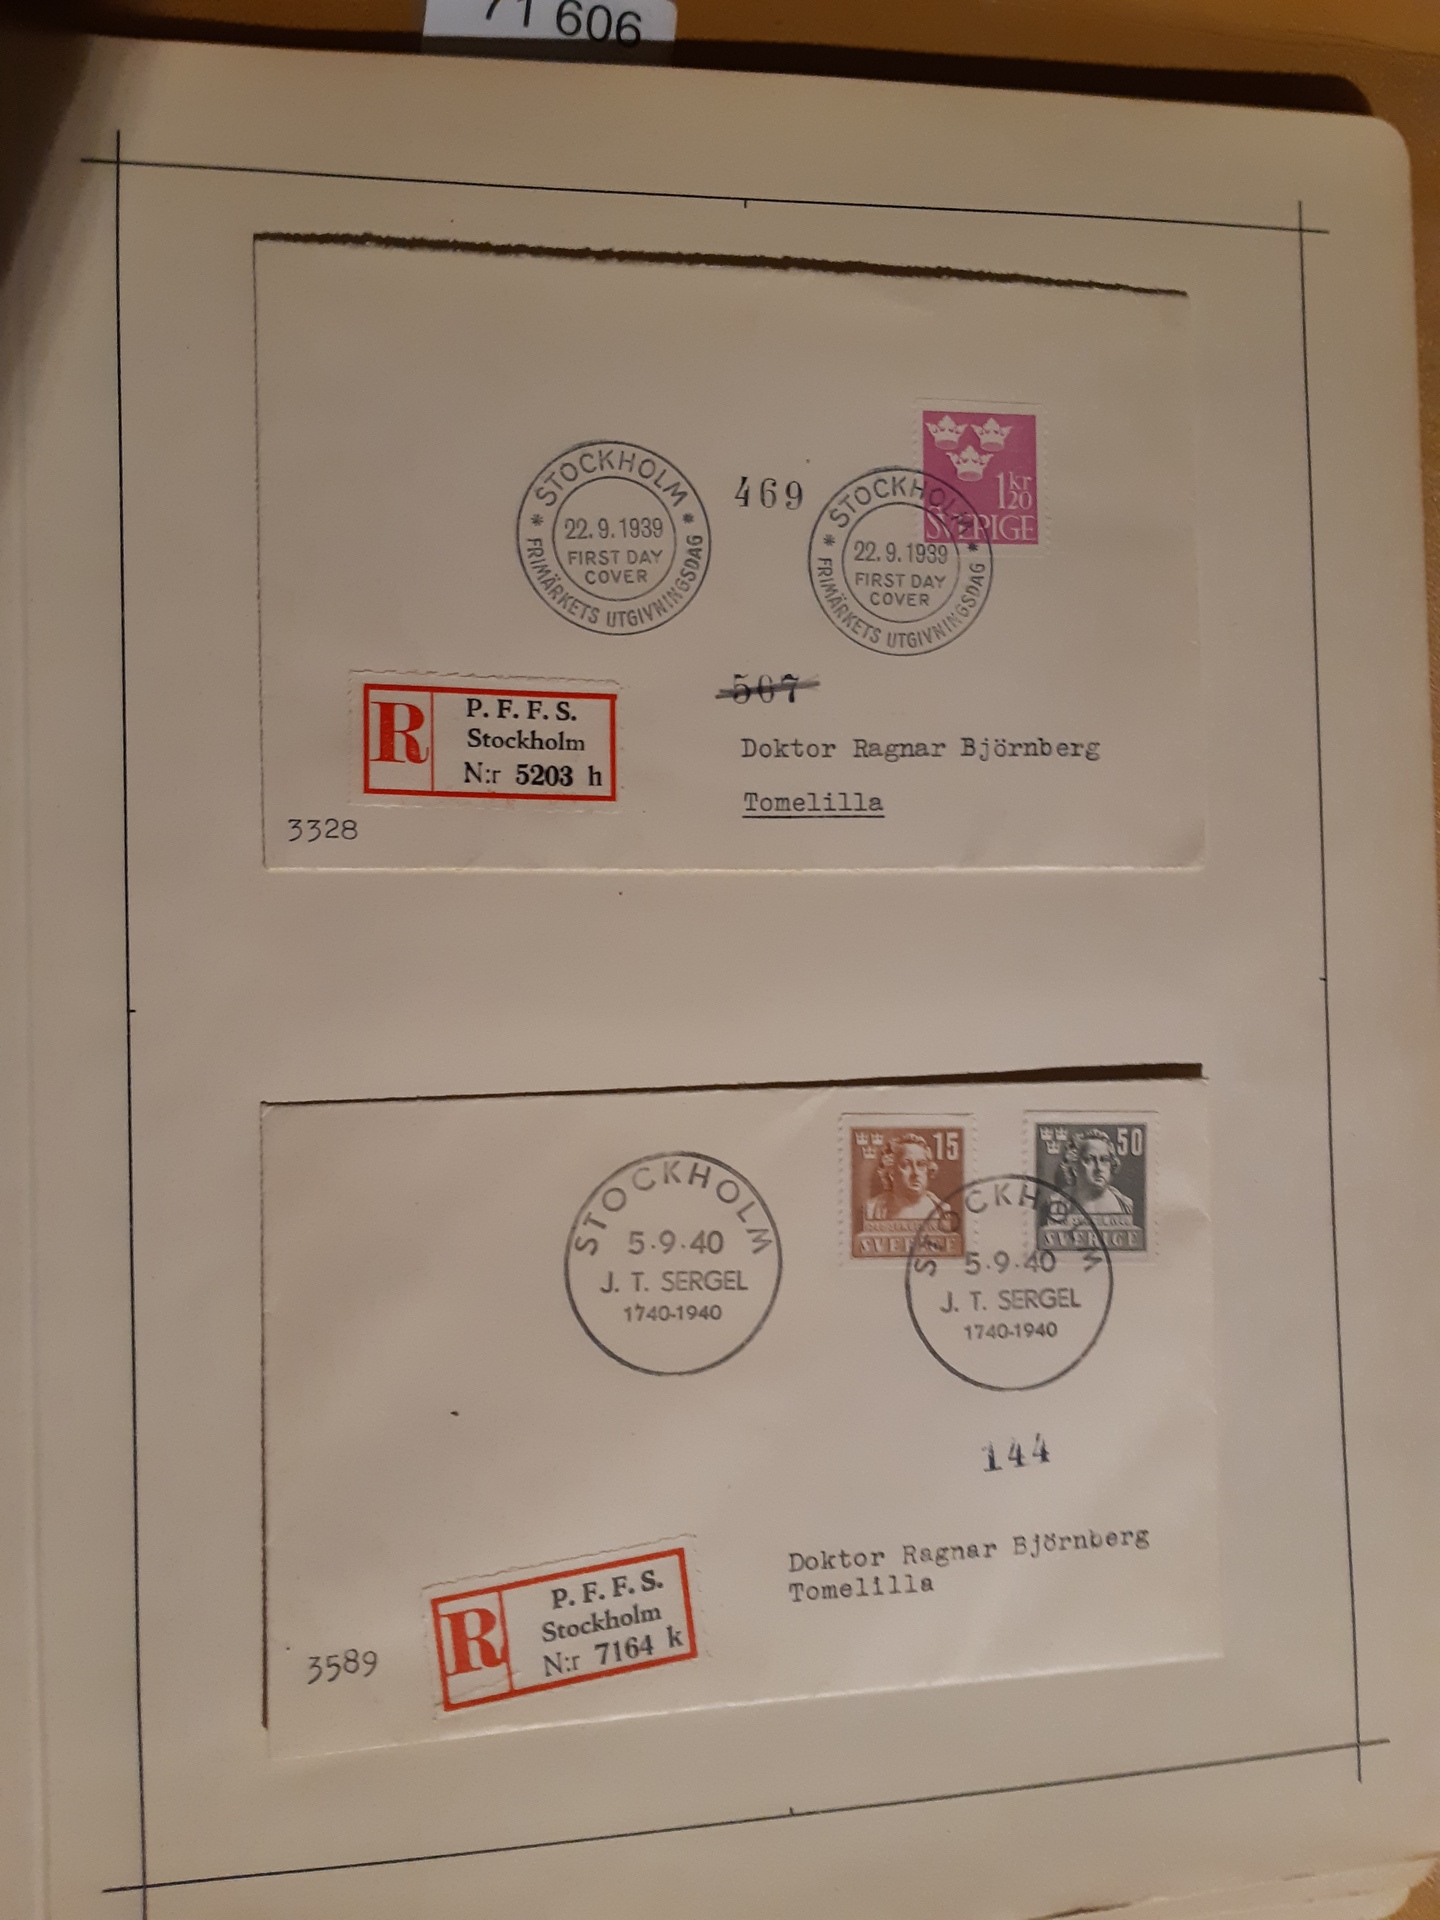 71 606
STOCKHOLM
22.9.1939
FIRST DAY
COVER
FRIMÄRKETS UTGIVNINGSDAG
469
STOCKHOLM
22.9.1939
FIRST DAY
COVER
FRIMÄRKETS UTGIVNINGSDAG
1 kr
20
SVERIGE
R
P. F. F. S.
Stockholm
N:r 5203 h
3328
507
Doktor Ragnar Björnberg
Tomelilla
STOCKHOLM
5·9·40
J. T. SERGEL
1740-1940
15
SVERIGE
50
SVERIGE
STOCKHOLM
5·9·40
J. T. SERGEL
1740-1940
144
Doktor Ragnar Björnberg
Tomelilla
R
P. F. F. S.
Stockholm
N:r 7164 k
3589